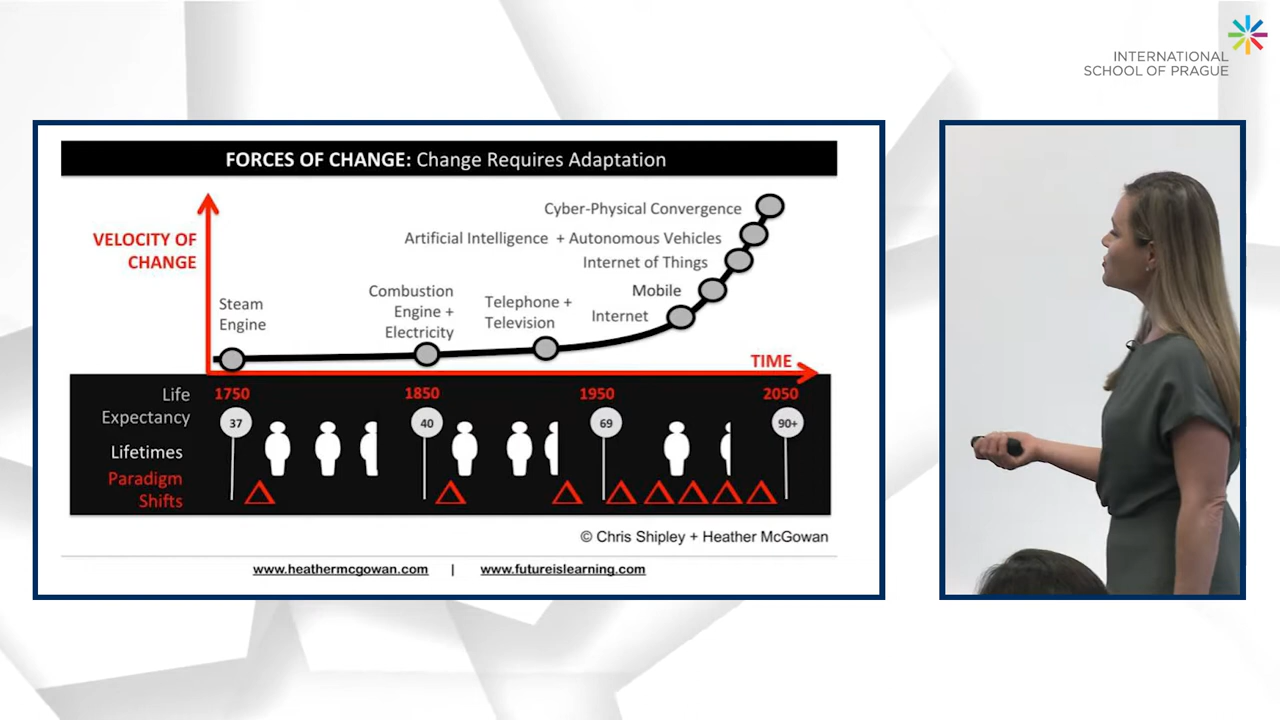 INTERNATIONAL
SCHOOL OF PRAGUE
FORCES OF CHANGE: Change Requires Adaptation
VELOCITY OF
CHANGE
Cyber-Physical Convergence
Artificial Intelligence + Autonomous Vehicles
Internet of Things
Mobile
Internet
Telephone +
Television
Combustion
Engine +
Electricity
Steam
Engine
TIME
1750 1850 1950 2050
Life
Expectancy
37 40 69 90+
Lifetimes
Paradigm
Shifts
© Chris Shipley + Heather McGowan
www.heathermcgowan.com | www.futureislearning.com